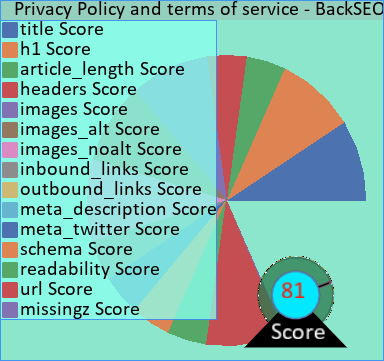 Privacy Policy and terms of service - BackSEO
title Score
h1 Score
article_length Score
headers Score
images Score
images_alt Score
images_noalt Score
inbound_links Score
outbound_links Score
meta_description Score
meta_twitter Score
schema Score
readability Score
url Score
missingz Score
81
Score